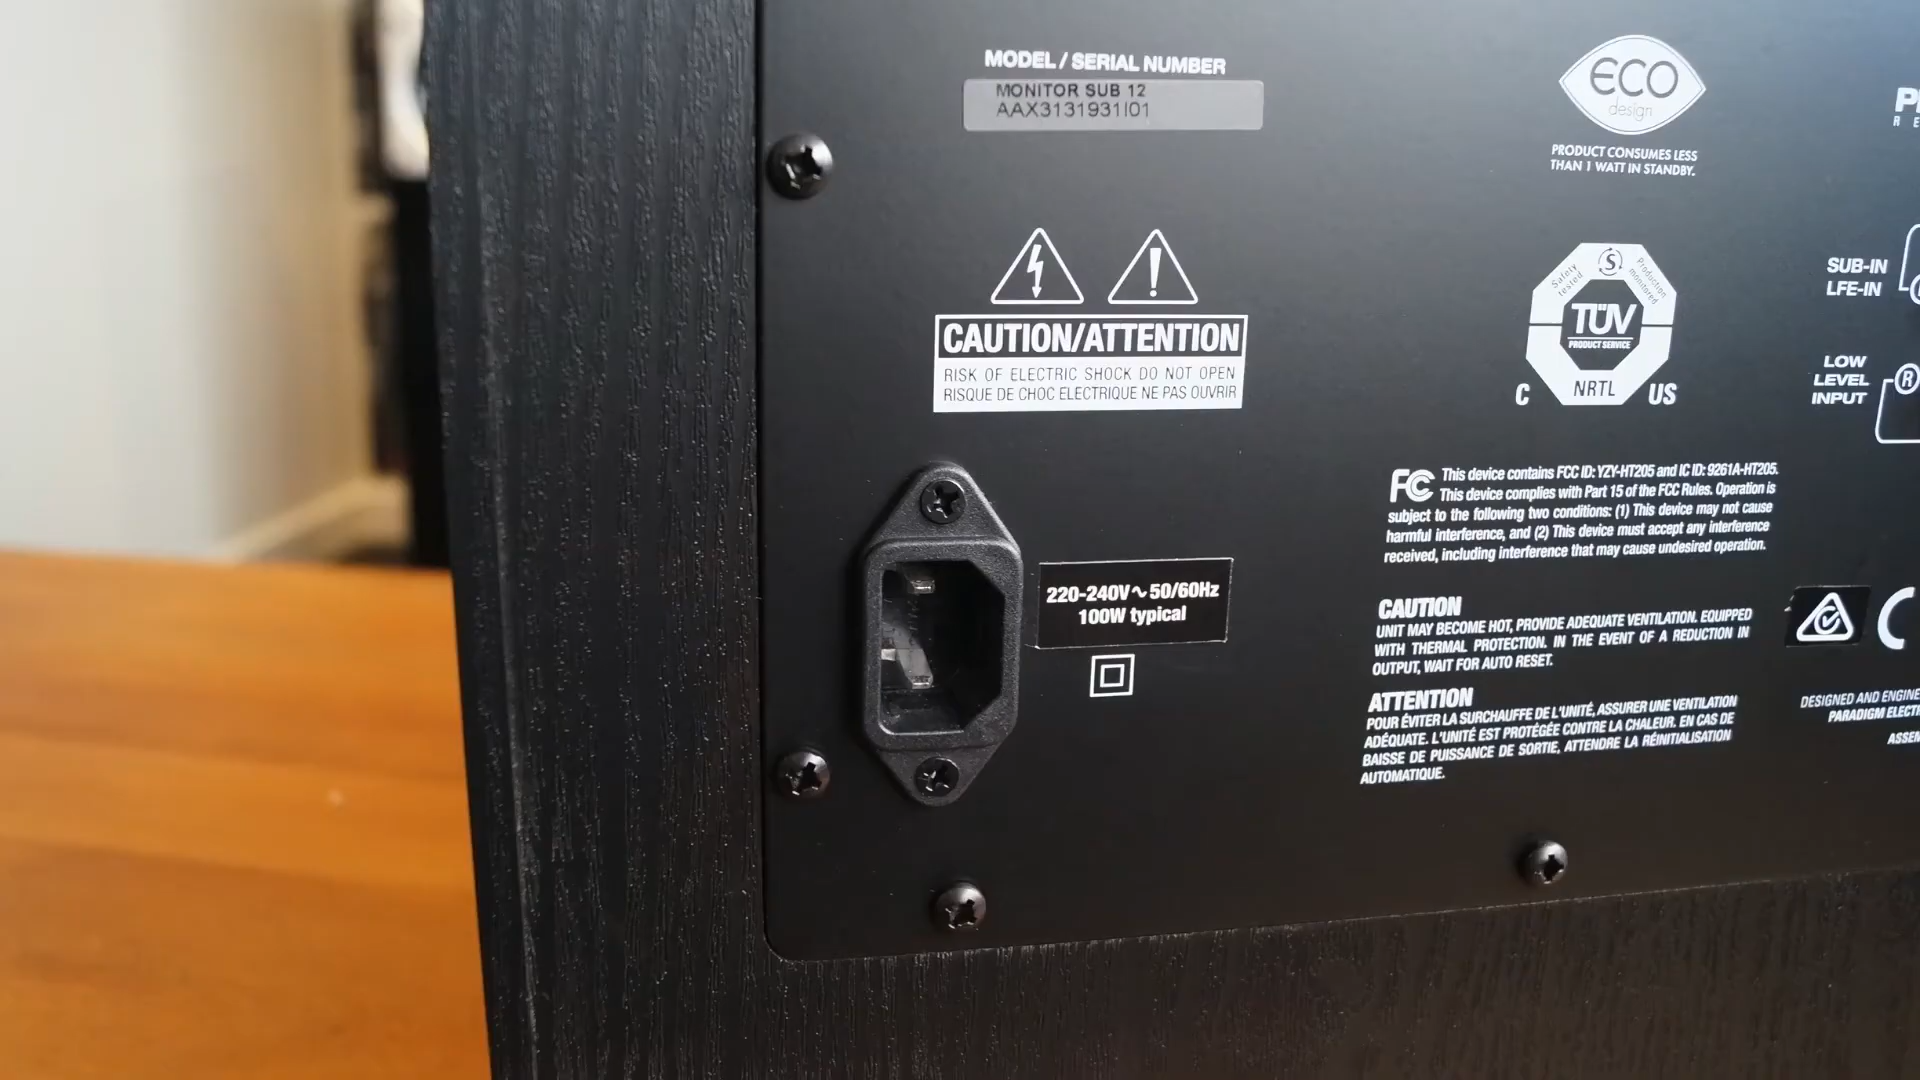 MODEL / SERIAL NUMBER
MONITOR SUB 12
AAX3131931I01
ECO
design
PRODUCT CONSUMES LESS
THAN 1 WATT IN STANDBY.
CAUTION/ATTENTION
RISK OF ELECTRIC SHOCK DO NOT OPEN
RISQUE DE CHOC ELECTRIQUE NE PAS OUVRIR
Safety
tested
S
Production
monitored
TÜV
PRODUCT SERVICE
C NRTL US
SUB-IN
LFE-IN
LOW
LEVEL
INPUT
R
220-240V~50/60Hz
100W typical
FC This device contains FCC ID: YZY-HT205 and IC ID: 9261A-HT205.
This device complies with Part 15 of the FCC Rules. Operation is
subject to the following two conditions: (1) This device may not cause
harmful interference, and (2) This device must accept any interference
received, including interference that may cause undesired operation.
CAUTION
UNIT MAY BECOME HOT, PROVIDE ADEQUATE VENTILATION. EQUIPPED
WITH THERMAL PROTECTION. IN THE EVENT OF A REDUCTION IN
OUTPUT, WAIT FOR AUTO RESET.
ATTENTION
POUR ÉVITER LA SURCHAUFFE DE L'UNITÉ, ASSURER UNE VENTILATION
ADÉQUATE. L'UNITÉ EST PROTÉGÉE CONTRE LA CHALEUR. EN CAS DE
BAISSE DE PUISSANCE DE SORTIE, ATTENDRE LA RÉINITIALISATION
AUTOMATIQUE.
DESIGNED AND ENGINE
PARADIGM ELECTR
ASSEM